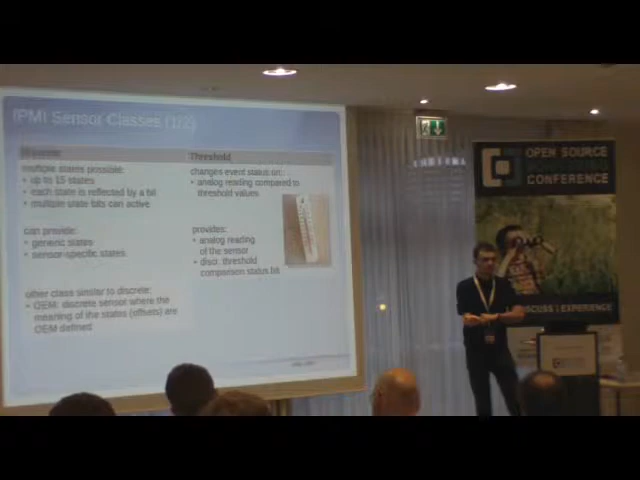 IPMI Sensor Classes (1/2)
Discrete
multiple states possible:
• up to 15 states
• each state is reflected by a bit
• multiple state bits can active
can provide:
• generic states
• sensor-specific states
other class similar to discrete:
• OEM: discrete sensor where the
meaning of the states (offsets) are
OEM defined
Threshold
changes event status on:
• analog reading compared to
threshold values
provides:
• analog reading
of the sensor
• discr. threshold
comparison status bit
OPEN SOURCE
CONFERENCE
DISCUSS | EXPERIENCE